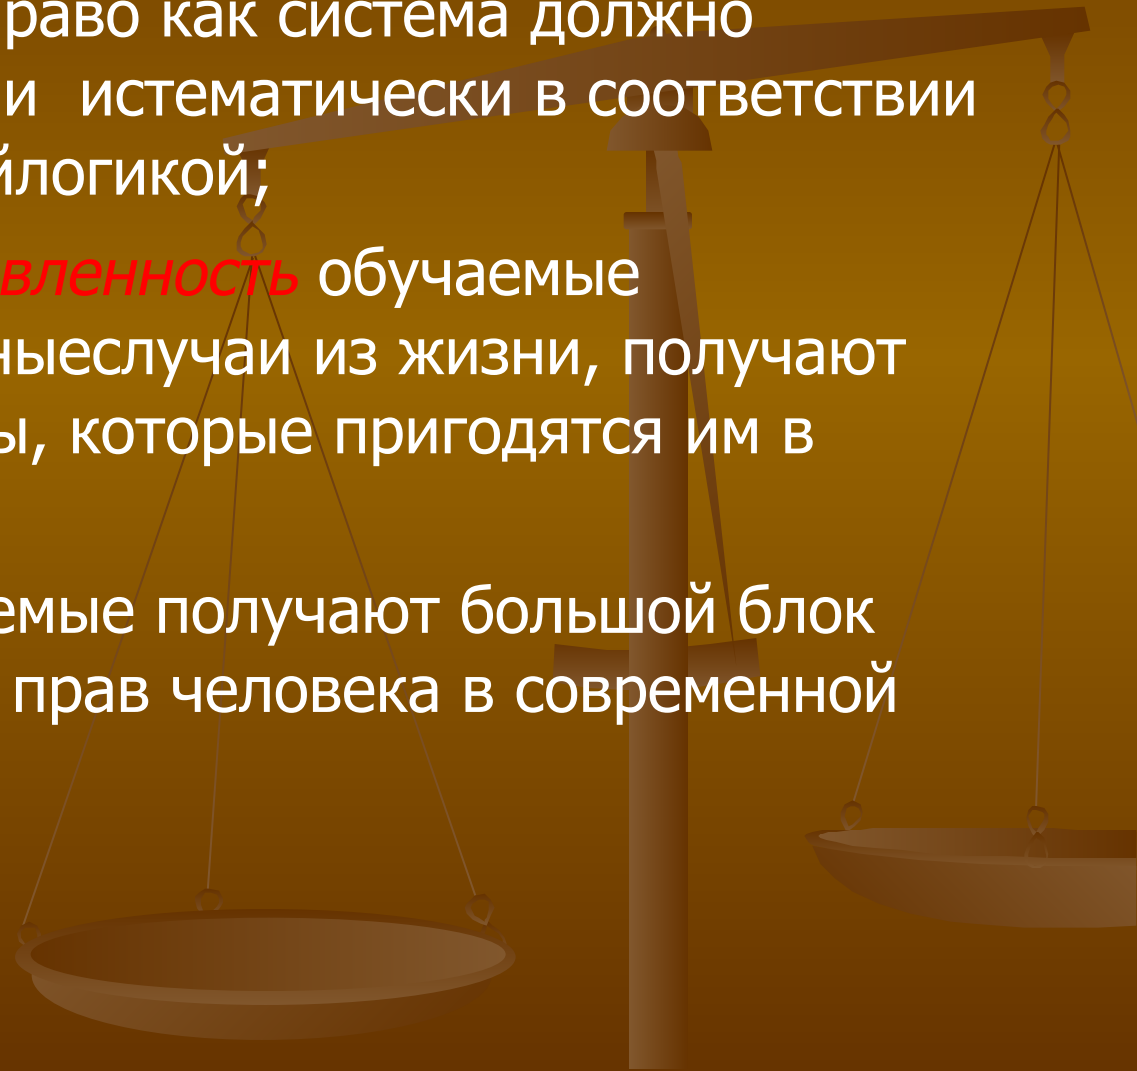 раво как система должно
и истематически в соответствии
йлогикой;
вленность обучаемые
ныеслучаи из жизни, получают
ы, которые пригодятся им в
емые получают большой блок
прав человека в современной